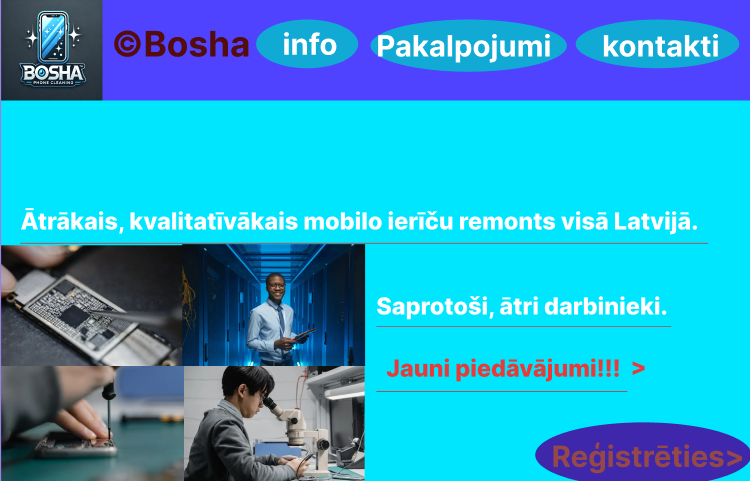 BOSHA
PHONE CLEANING
©Bosha
info
Pakalpojumi
kontakti
Ātrākais, kvalitatīvākais mobilo ierīču remonts visā Latvijā.
Saprotoši, ātri darbinieki.
Jauni piedāvājumi!!! >
Reģistrēties>